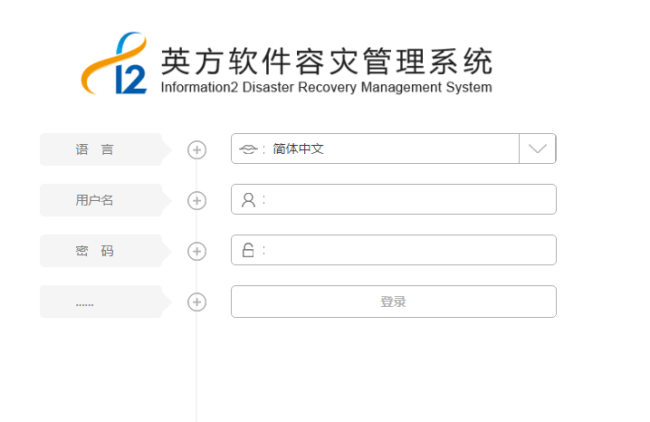 i2 英方软件容灾管理系统
Information2 Disaster Recovery Management System
语 言 : 简体中文
用户名 :
密 码 :
...... 登录